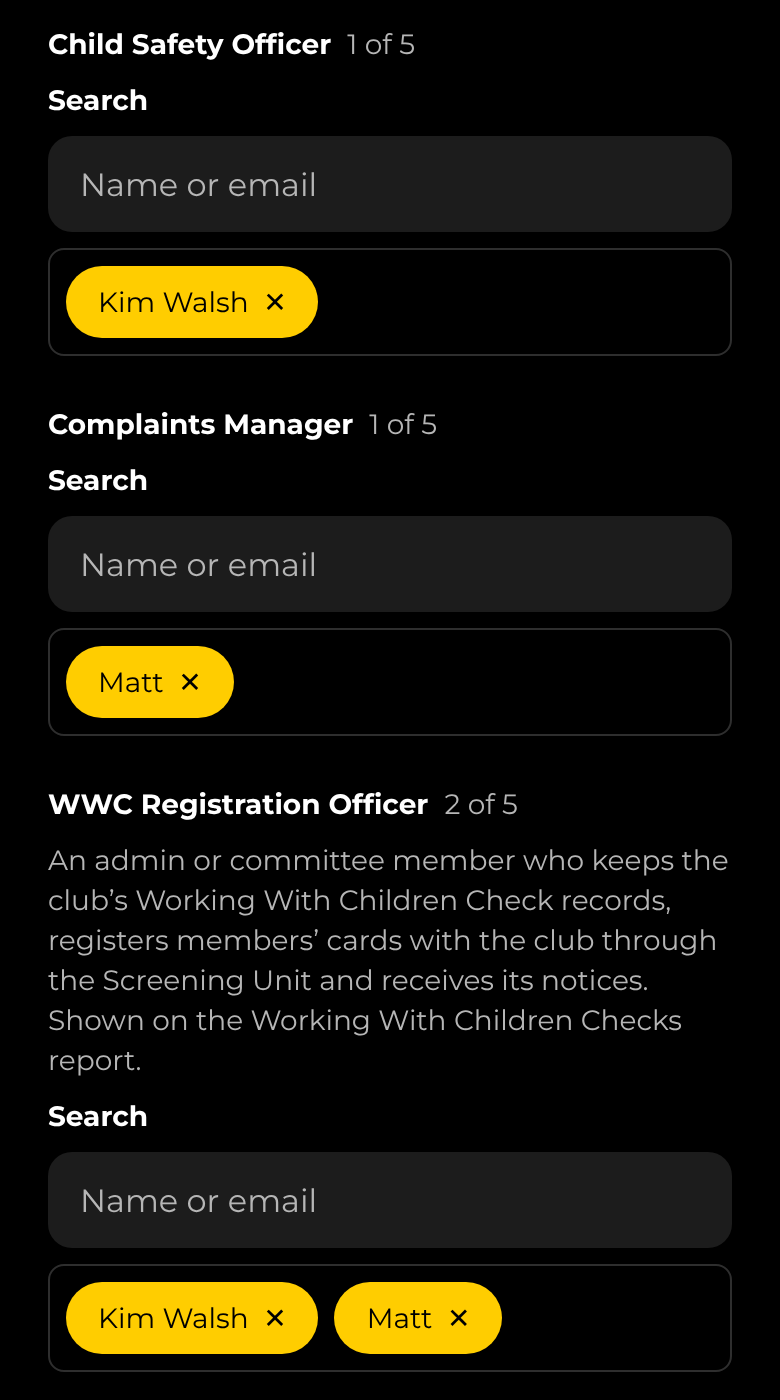 Child Safety Officer 1 of 5
Search
Name or email
Kim Walsh ✕
Complaints Manager 1 of 5
Search
Name or email
Matt ✕
WWC Registration Officer 2 of 5
An admin or committee member who keeps the
club’s Working With Children Check records,
registers members’ cards with the club through
the Screening Unit and receives its notices.
Shown on the Working With Children Checks
report.
Search
Name or email
Kim Walsh ✕ Matt ✕